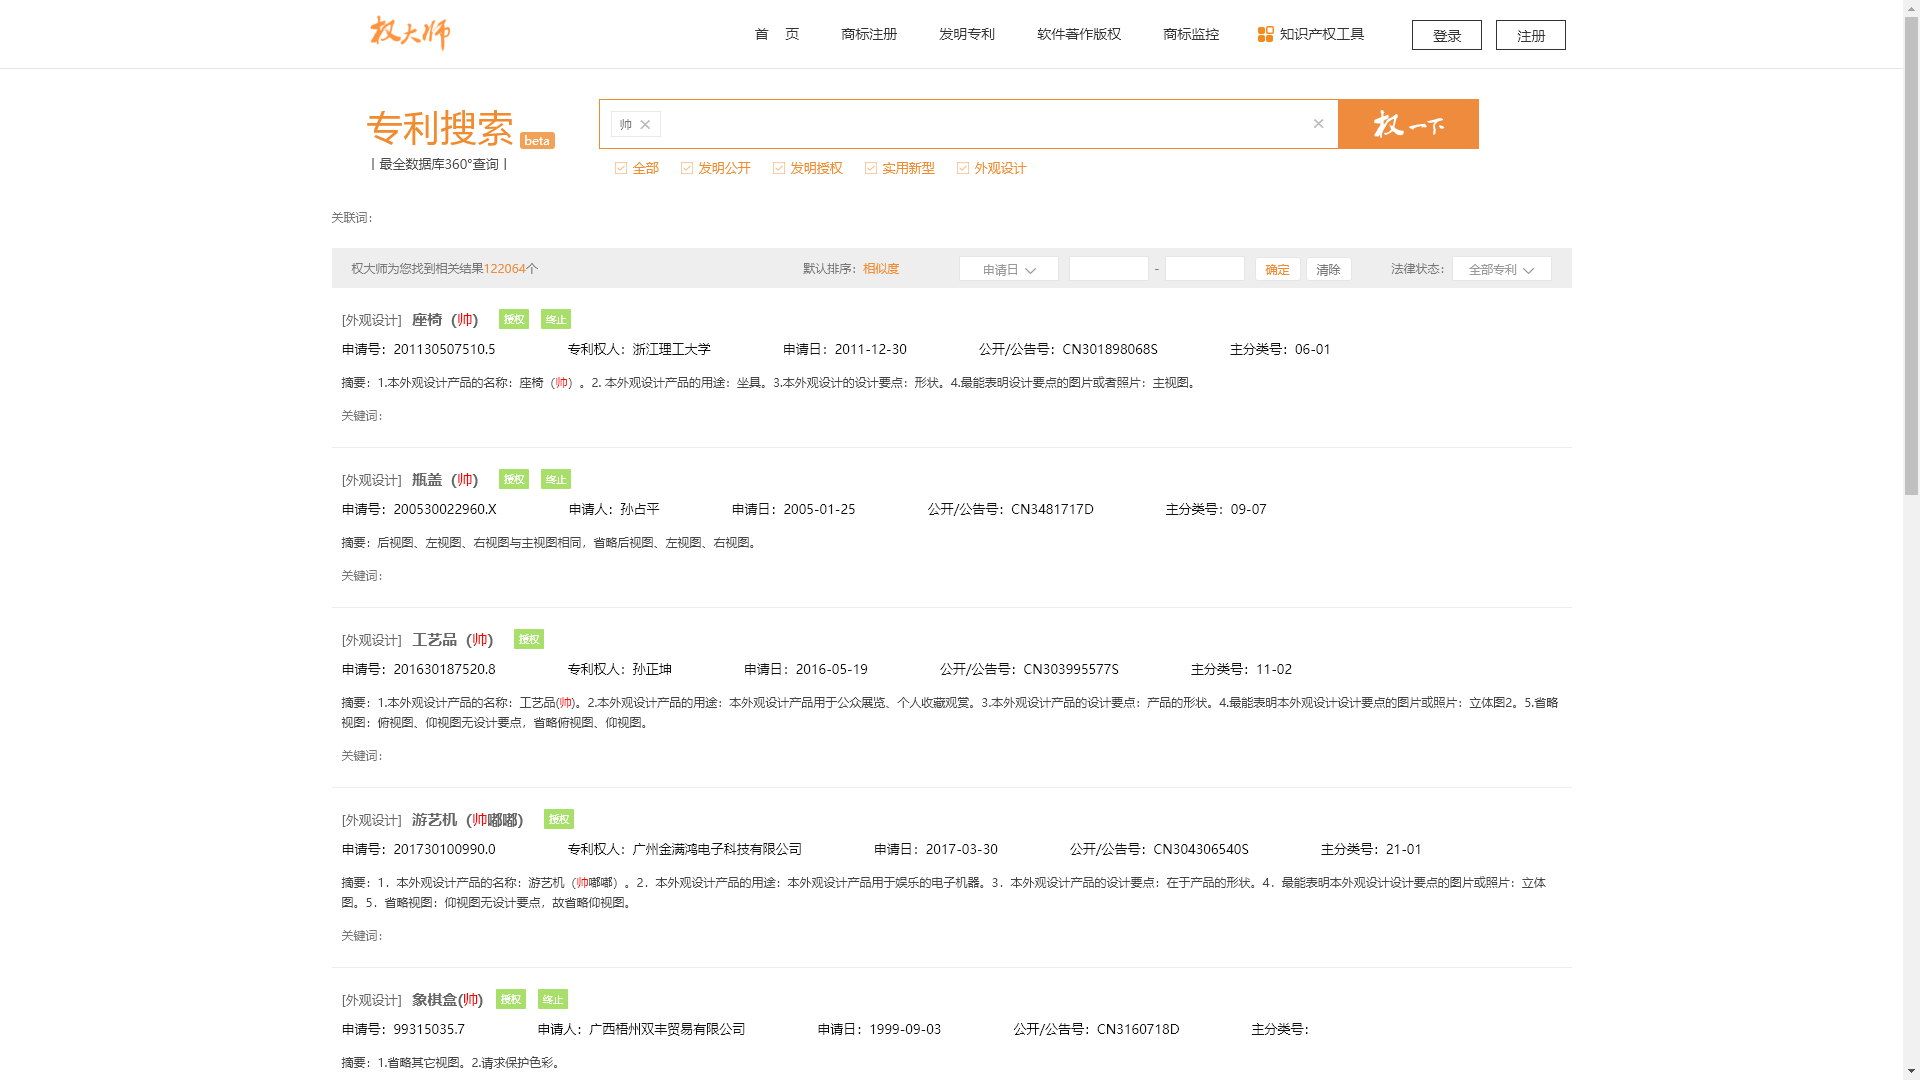 权大师
首 页 商标注册 发明专利 软件著作版权 商标监控 知识产权工具 登录 注册
专利搜索 beta
丨最全数据库360°查询丨
帅
权一下
全部 发明公开 发明授权 实用新型 外观设计
关联词:
权大师为您找到相关结果122064个 默认排序： 相似度 申请日 - 确定 清除 法律状态： 全部专利
[外观设计] 座椅（帅) 授权 终止
申请号：201130507510.5 专利权人：浙江理工大学 申请日：2011-12-30 公开/公告号：CN301898068S 主分类号：06-01
摘要：1.本外观设计产品的名称：座椅（帅）。2. 本外观设计产品的用途：坐具。3.本外观设计的设计要点：形状。4.最能表明设计要点的图片或者照片：主视图。
关键词：
[外观设计] 瓶盖（帅) 授权 终止
申请号：200530022960.X 申请人：孙占平 申请日：2005-01-25 公开/公告号：CN3481717D 主分类号：09-07
摘要：后视图、左视图、右视图与主视图相同，省略后视图、左视图、右视图。
关键词：
[外观设计] 工艺品（帅) 授权
申请号：201630187520.8 专利权人：孙正坤 申请日：2016-05-19 公开/公告号：CN303995577S 主分类号：11-02
摘要：1.本外观设计产品的名称：工艺品(帅)。2.本外观设计产品的用途：本外观设计产品用于公众展览、个人收藏观赏。3.本外观设计产品的设计要点：产品的形状。4.最能表明本外观设计设计要点的图片或照片：立体图2。5.省略
视图：俯视图、仰视图无设计要点，省略俯视图、仰视图。
关键词：
[外观设计] 游艺机（帅嘟嘟) 授权
申请号：201730100990.0 专利权人：广州金满鸿电子科技有限公司 申请日：2017-03-30 公开/公告号：CN304306540S 主分类号：21-01
摘要：1．本外观设计产品的名称：游艺机（帅嘟嘟）。2．本外观设计产品的用途：本外观设计产品用于娱乐的电子机器。3．本外观设计产品的设计要点：在于产品的形状。4．最能表明本外观设计设计要点的图片或照片：立体
图。5．省略视图：仰视图无设计要点，故省略仰视图。
关键词：
[外观设计] 象棋盒(帅) 授权 终止
申请号：99315035.7 申请人：广西梧州双丰贸易有限公司 申请日：1999-09-03 公开/公告号：CN3160718D 主分类号：
摘要：1.省略其它视图。2.请求保护色彩。